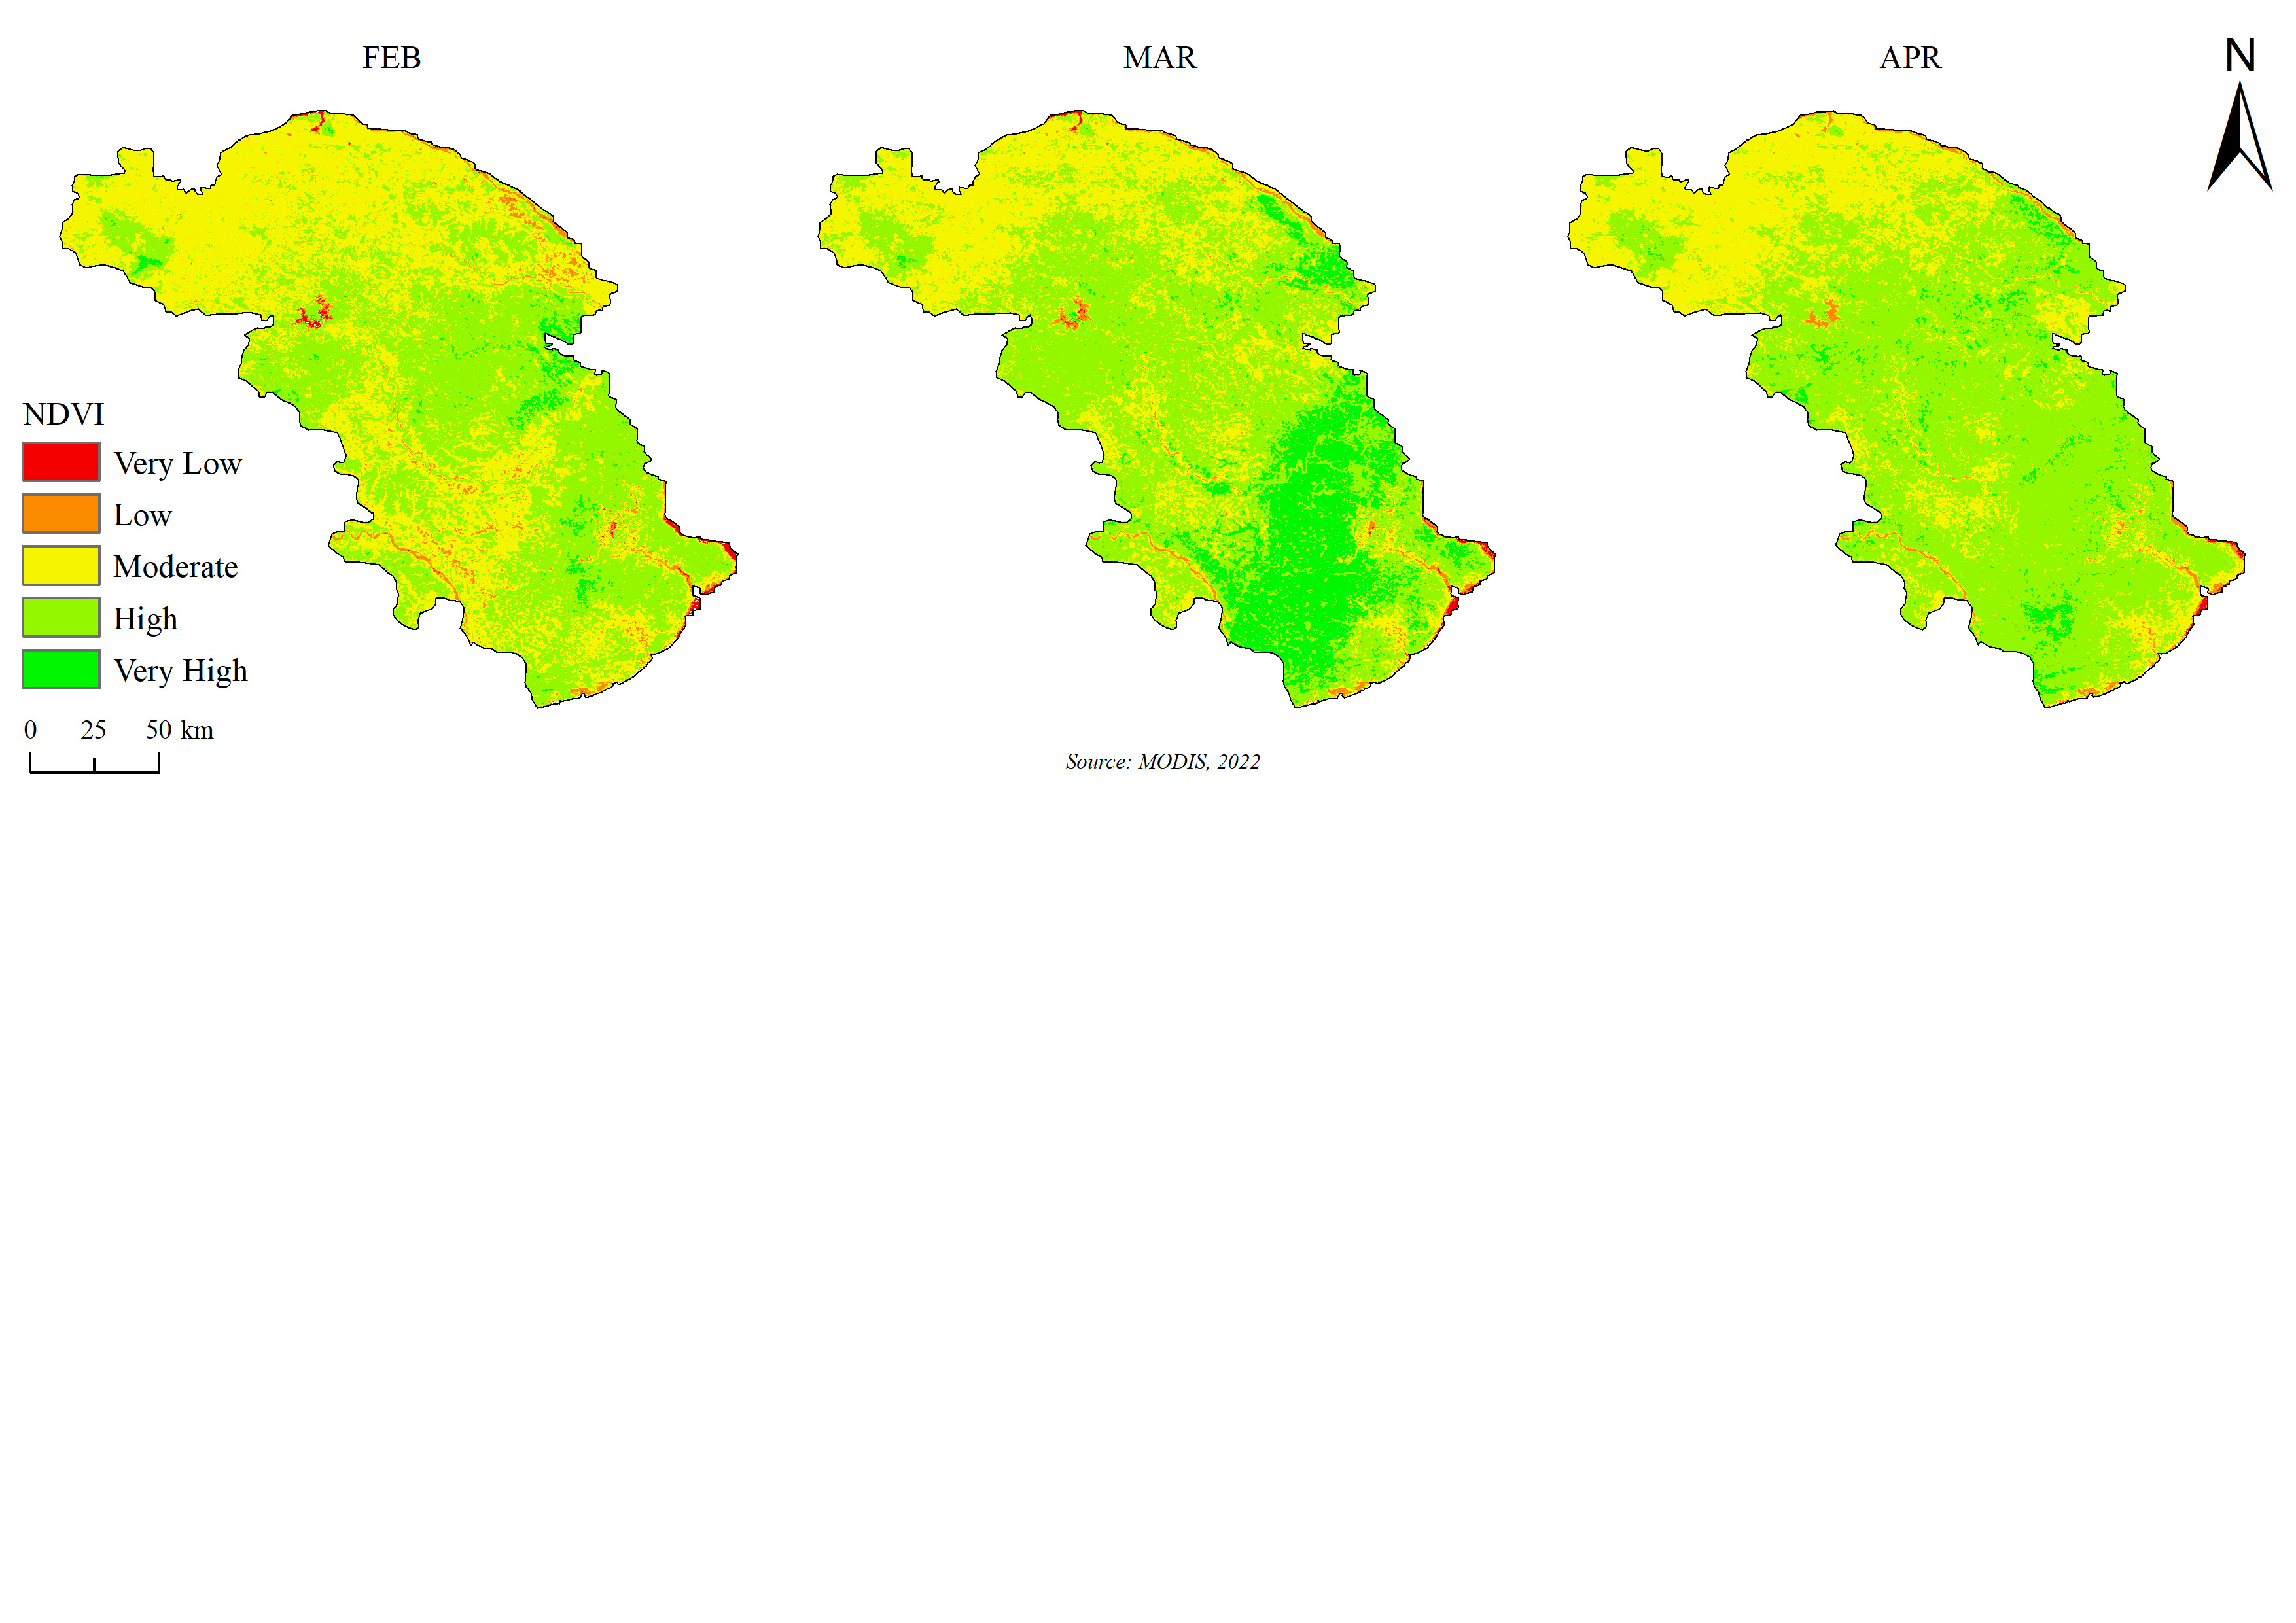 FEB
MAR
APR
N
NDVI
Very Low
Low
Moderate
High
Very High
0 25 50 km
Source: MODIS, 2022